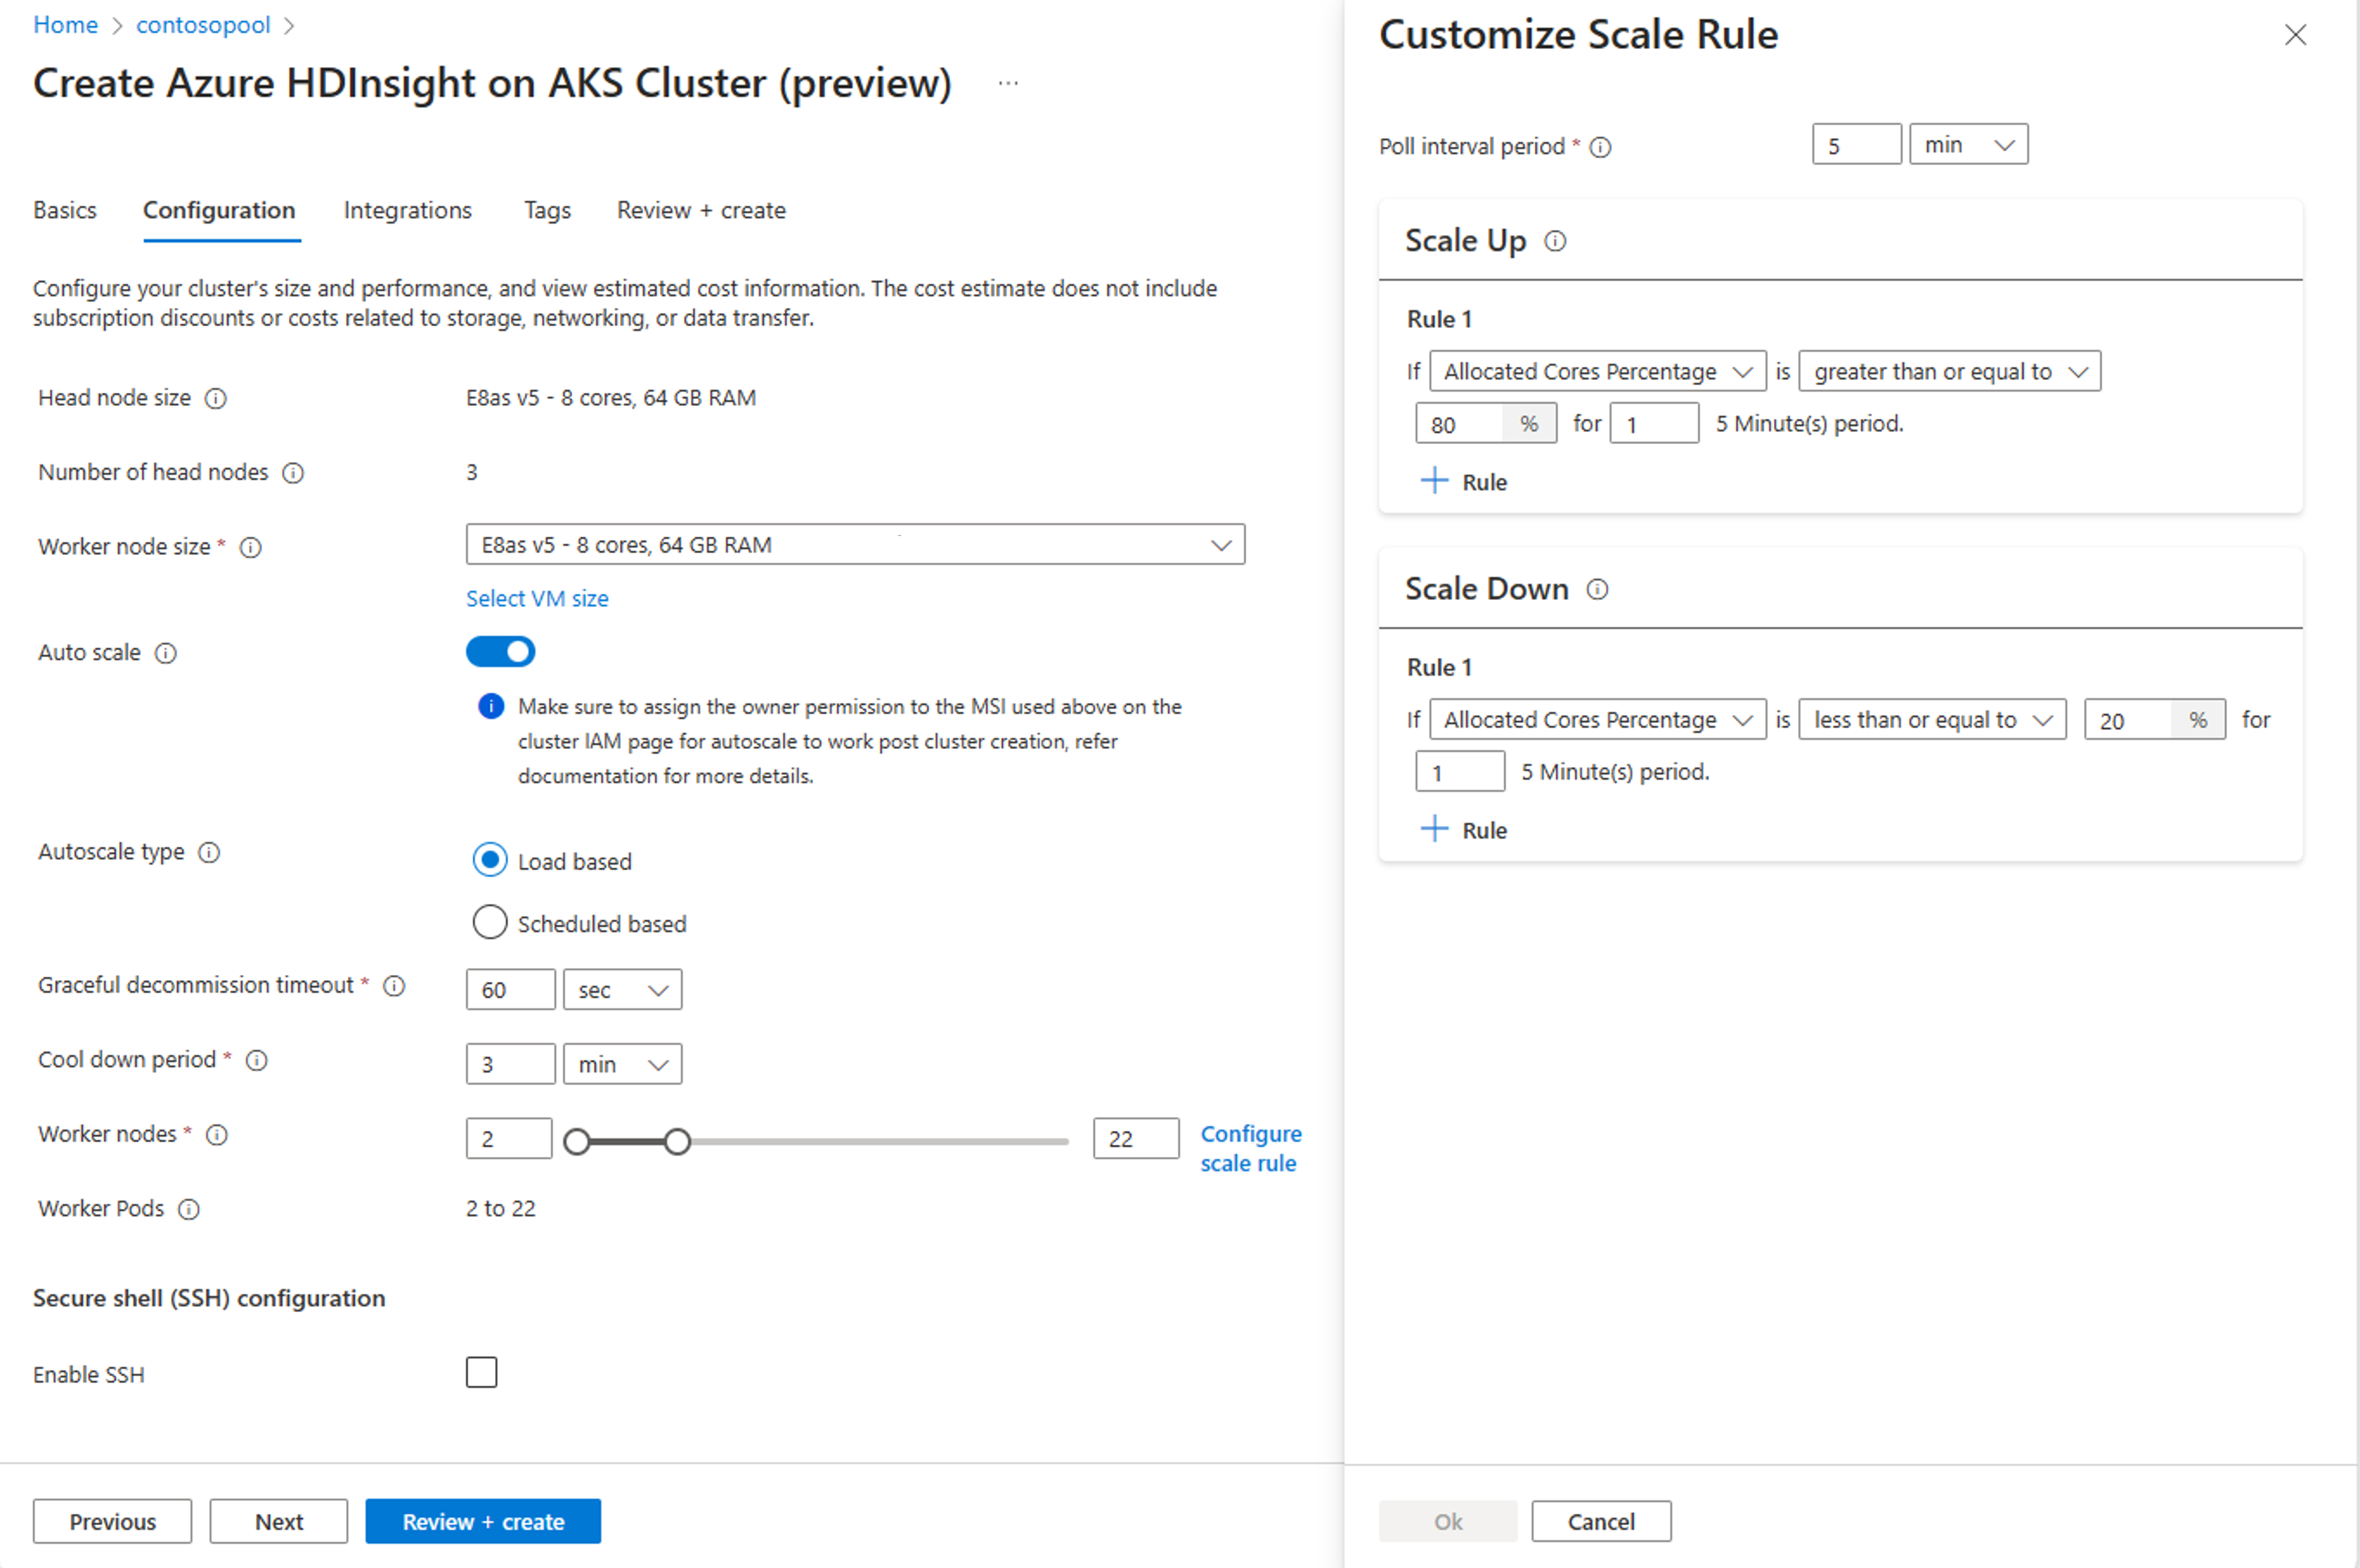 Home > contosopool >
Create Azure HDInsight on AKS Cluster (preview) ...
Basics Configuration Integrations Tags Review + create
Configure your cluster's size and performance, and view estimated cost information. The cost estimate does not include
subscription discounts or costs related to storage, networking, or data transfer.
Head node size E8as v5 - 8 cores, 64 GB RAM
Number of head nodes 3
Worker node size * E8as v5 - 8 cores, 64 GB RAM
Select VM size
Auto scale
Make sure to assign the owner permission to the MSI used above on the
cluster IAM page for autoscale to work post cluster creation, refer
documentation for more details.
Autoscale type Load based
Scheduled based
Graceful decommission timeout * 60 sec
Cool down period * 3 min
Worker nodes * 2 22 Configure
scale rule
Worker Pods 2 to 22
Secure shell (SSH) configuration
Enable SSH
Previous Next Review + create
Customize Scale Rule
Poll interval period * 5 min
Scale Up
Rule 1
If Allocated Cores Percentage is greater than or equal to
80 % for 1 5 Minute(s) period.
+ Rule
Scale Down
Rule 1
If Allocated Cores Percentage is less than or equal to 20 % for
1 5 Minute(s) period.
+ Rule
Ok Cancel